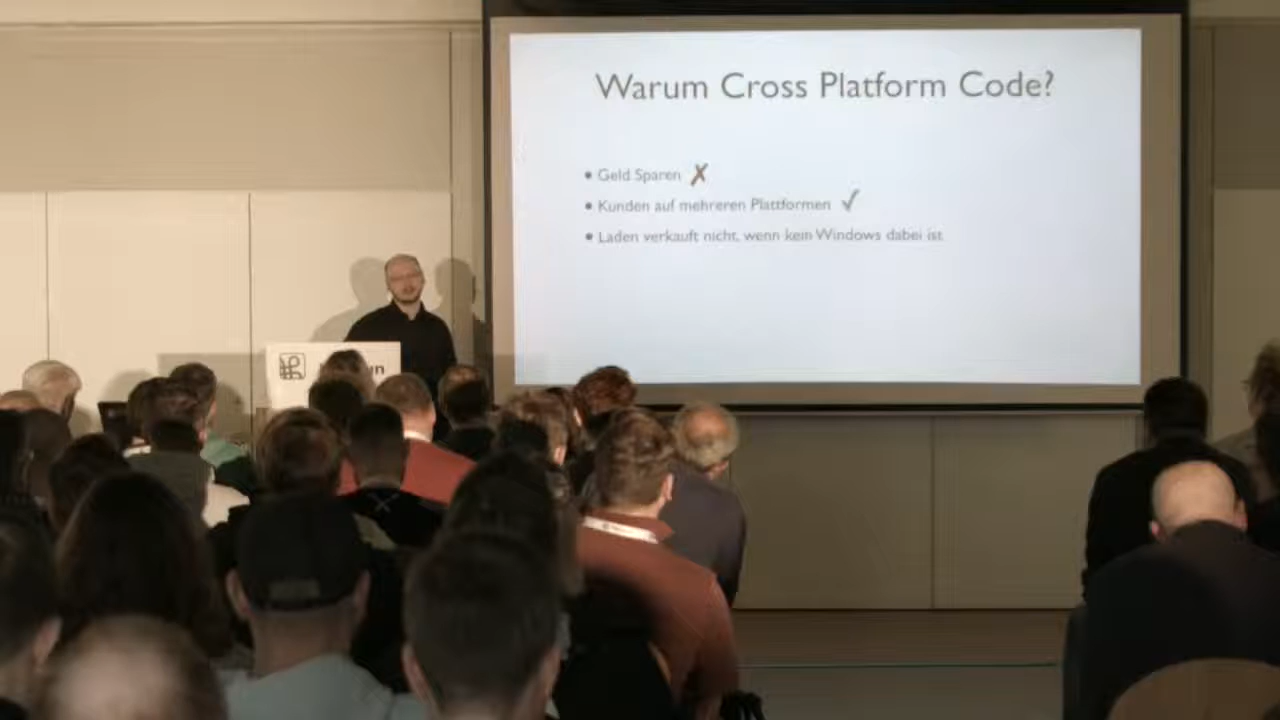 Warum Cross Platform Code?
• Geld Sparen ✗
• Kunden auf mehreren Plattformen ✓
• Laden verkauft nicht, wenn kein Windows dabei ist